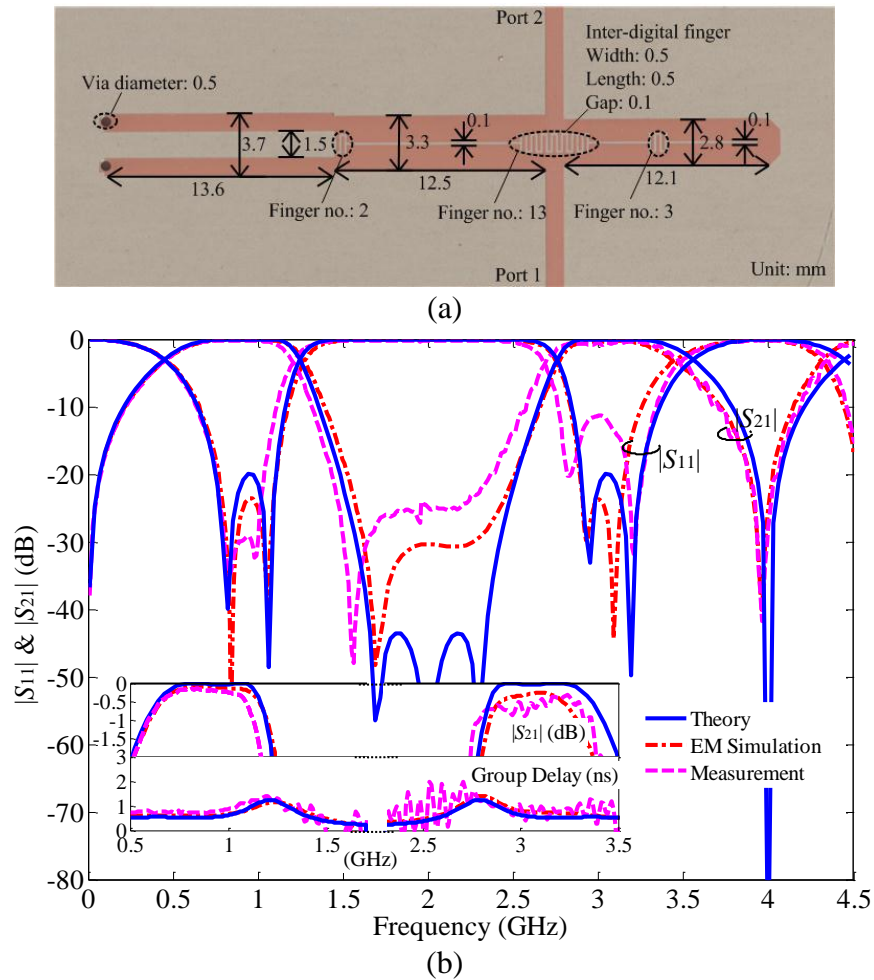 Port 2
Inter-digital finger
Width: 0.5
Length: 0.5
Gap: 0.1
Via diameter: 0.5
0.1
0.1
3.7
1.5
3.3
2.8
13.6
12.5
12.1
Finger no.: 2
Finger no.: 13
Finger no.: 3
Port 1
Unit: mm
(a)
|S11| & |S21| (dB)
0
-10
-20
-30
-40
-50
-60
-70
-80
|S21|
|S11|
0
-0.5
-1
-1.5
3
2
1
0
|S21| (dB)
Group Delay (ns)
0.5
1
3
3.5
(GHz)
Theory
EM Simulation
Measurement
0
0.5
1
1.5
2
2.5
3
3.5
4
4.5
Frequency (GHz)
(b)